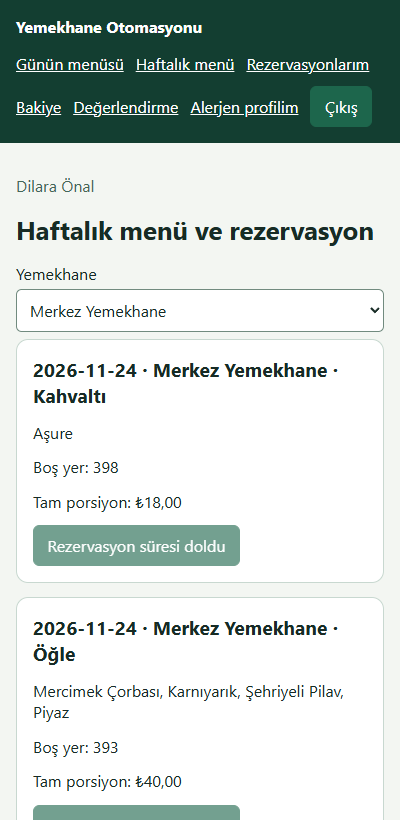 Yemekhane Otomasyonu
Günün menüsü Haftalık menü Rezervasyonlarım
Bakiye Değerlendirme Alerjen profilim Çıkış
Dilara Önal
Haftalık menü ve rezervasyon
Yemekhane
Merkez Yemekhane
2026-11-24 · Merkez Yemekhane ·
Kahvaltı
Aşure
Boş yer: 398
Tam porsiyon: ₺18,00
Rezervasyon süresi doldu
2026-11-24 · Merkez Yemekhane ·
Öğle
Mercimek Çorbası, Karnıyarık, Şehriyeli Pilav,
Piyaz
Boş yer: 393
Tam porsiyon: ₺40,00